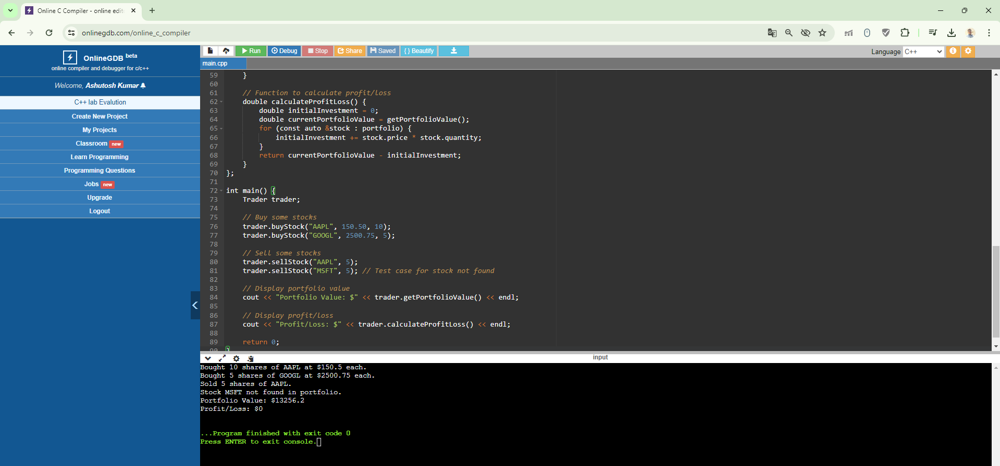 Online C Compiler - online edit
onlinegdb.com/online_c_compiler
OnlineGDB beta
online compiler and debugger for c/c++
Welcome, Ashutosh Kumar
C++ lab Evalution
Create New Project
My Projects
Classroom new
Learn Programming
Programming Questions
Jobs new
Upgrade
Logout
Run Debug Stop Share Saved {} Beautify
Language C++
main.cpp
59 }
60
61 // Function to calculate profit/loss
62 double calculateProfitLoss() {
63 double initialInvestment = 0;
64 double currentPortfolioValue = getPortfolioValue();
65 for (const auto &stock : portfolio) {
66 initialInvestment += stock.price * stock.quantity;
67 }
68 return currentPortfolioValue - initialInvestment;
69 }
70 };
71
72 int main() {
73 Trader trader;
74
75 // Buy some stocks
76 trader.buyStock("AAPL", 150.50, 10);
77 trader.buyStock("GOOGL", 2500.75, 5);
78
79 // Sell some stocks
80 trader.sellStock("AAPL", 5);
81 trader.sellStock("MSFT", 5); // Test case for stock not found
82
83 // Display portfolio value
84 cout << "Portfolio Value: $" << trader.getPortfolioValue() << endl;
85
86 // Display profit/loss
87 cout << "Profit/Loss: $" << trader.calculateProfitLoss() << endl;
88
89 return 0;
90 }
input
Bought 10 shares of AAPL at $150.5 each.
Bought 5 shares of GOOGL at $2500.75 each.
Sold 5 shares of AAPL.
Stock MSFT not found in portfolio.
Portfolio Value: $13256.2
Profit/Loss: $0
...Program finished with exit code 0
Press ENTER to exit console.